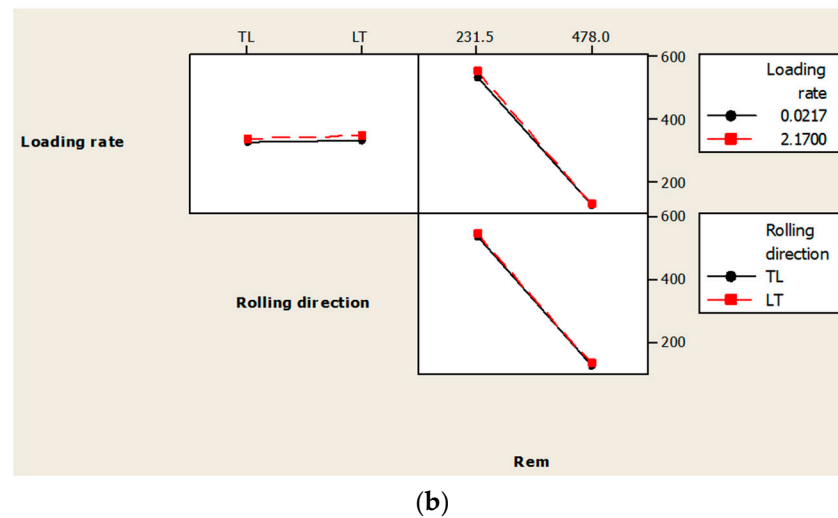 TL LT 231.5 478.0
600
400
200
Loading rate
Loading
rate
0.0217
2.1700
600
400
200
Rolling direction
Rolling
direction
TL
LT
Rem
(b)